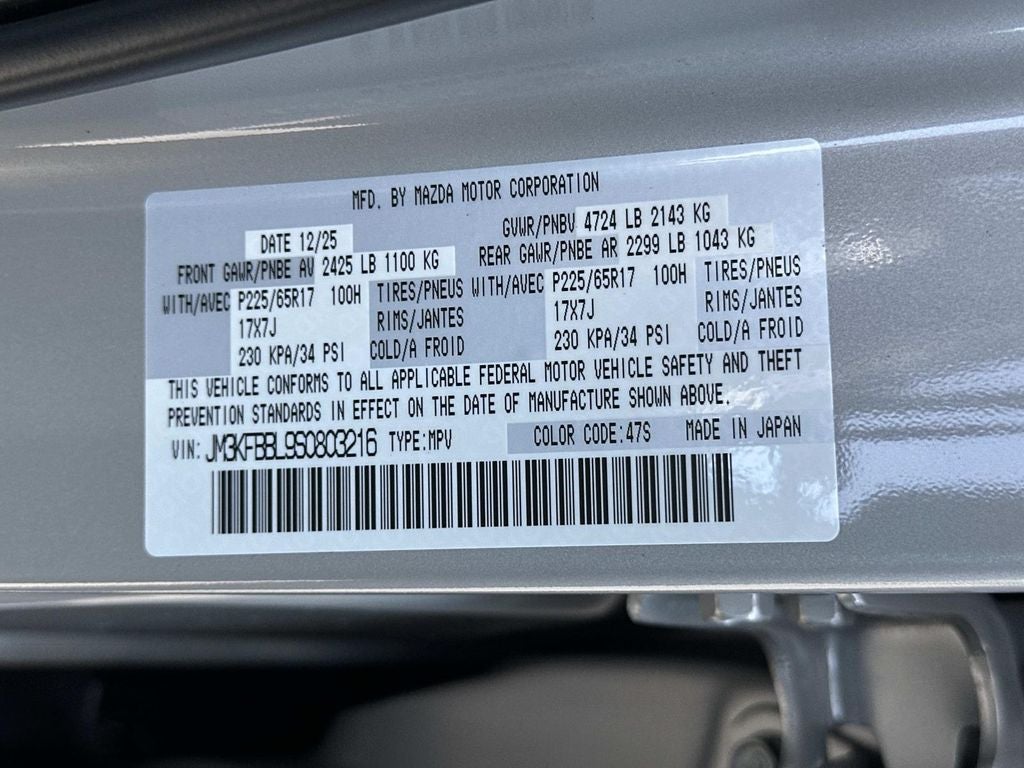 MFD. BY MAZDA MOTOR CORPORATION
DATE 12/25 GVWR/PNBV 4724 LB 2143 KG
FRONT GAWR/PNBE AV 2425 LB 1100 KG REAR GAWR/PNBE AR 2299 LB 1043 KG
WITH/AVEC P225/65R17 100H TIRES/PNEUS WITH/AVEC P225/65R17 100H TIRES/PNEUS
17X7J RIMS/JANTES 17X7J RIMS/JANTES
230 KPA/34 PSI COLD/A FROID 230 KPA/34 PSI COLD/A FROID
THIS VEHICLE CONFORMS TO ALL APPLICABLE FEDERAL MOTOR VEHICLE SAFETY AND THEFT
PREVENTION STANDARDS IN EFFECT ON THE DATE OF MANUFACTURE SHOWN ABOVE.
VIN: JM3KFBBL9S0803216 TYPE:MPV COLOR CODE:47S MADE IN JAPAN